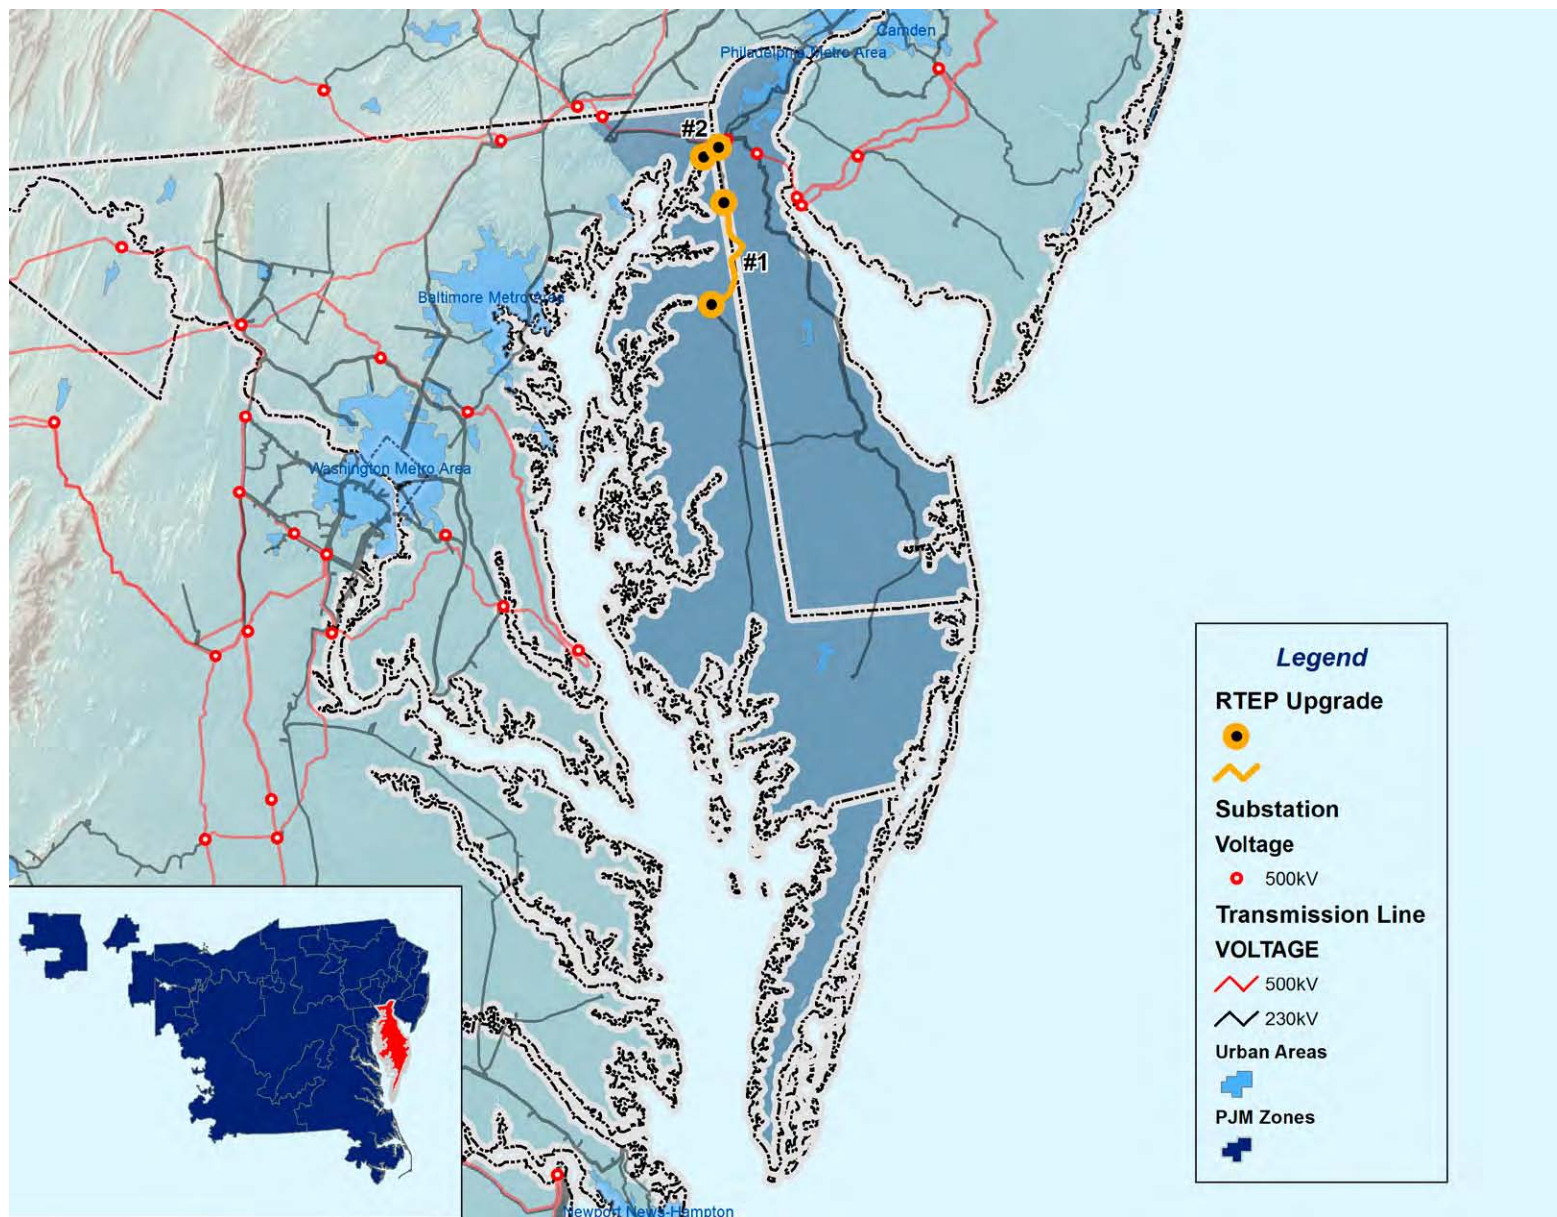 Camden
Philadelphia Metro Area
#2
#1
Baltimore Metro Area
Washington Metro Area
Newport News-Hampton
Legend
RTEP Upgrade
Substation
Voltage
500kV
Transmission Line
VOLTAGE
500kV
230kV
Urban Areas
PJM Zones